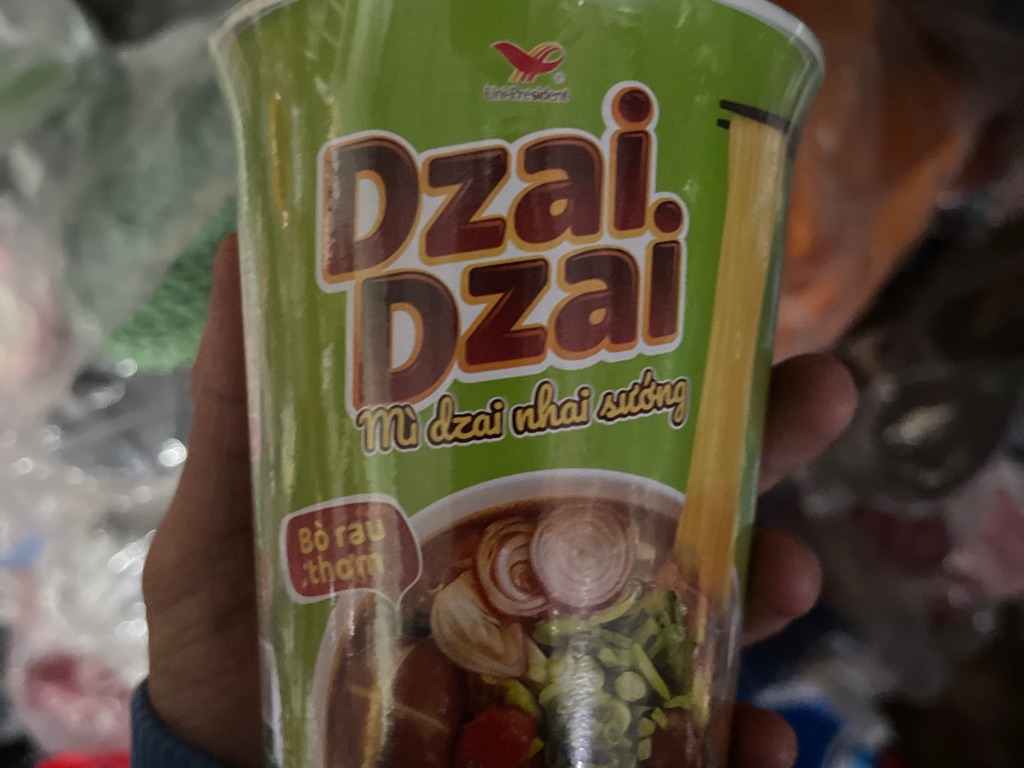 Uni-President
Dzai.
Dzai
Mì dzai nhai sướng
Bò rau
thơm